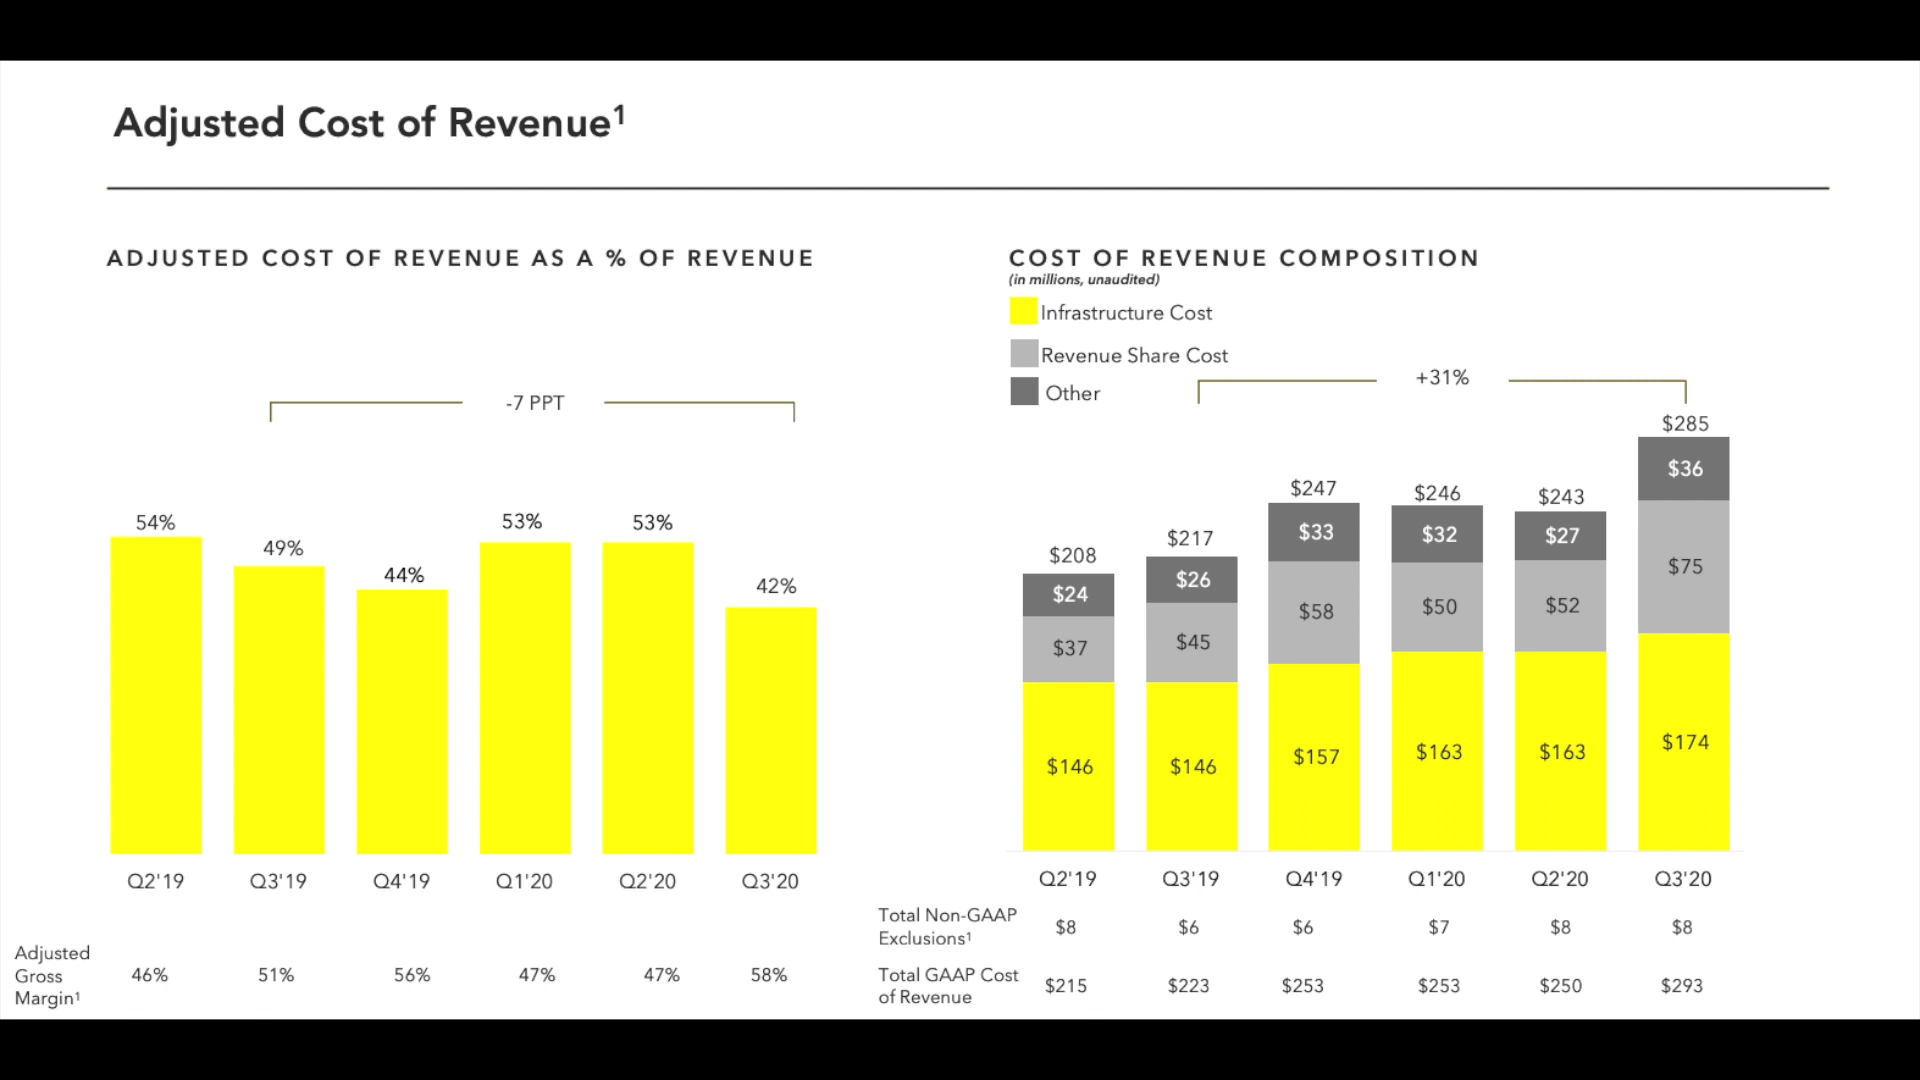 Adjusted Cost of Revenue¹
ADJUSTED COST OF REVENUE AS A % OF REVENUE
-7 PPT
54% 49% 44% 53% 53% 42%
Q2'19 Q3'19 Q4'19 Q1'20 Q2'20 Q3'20
Adjusted
Gross
Margin¹
46% 51% 56% 47% 47% 58%
COST OF REVENUE COMPOSITION
(in millions, unaudited)
Infrastructure Cost
Revenue Share Cost
Other
+31%
$208 $217 $247 $246 $243 $285
$24 $26 $33 $32 $27 $36
$37 $45 $58 $50 $52 $75
$146 $146 $157 $163 $163 $174
Q2'19 Q3'19 Q4'19 Q1'20 Q2'20 Q3'20
Total Non-GAAP
Exclusions¹
$8 $6 $6 $7 $8 $8
Total GAAP Cost
of Revenue
$215 $223 $253 $253 $250 $293